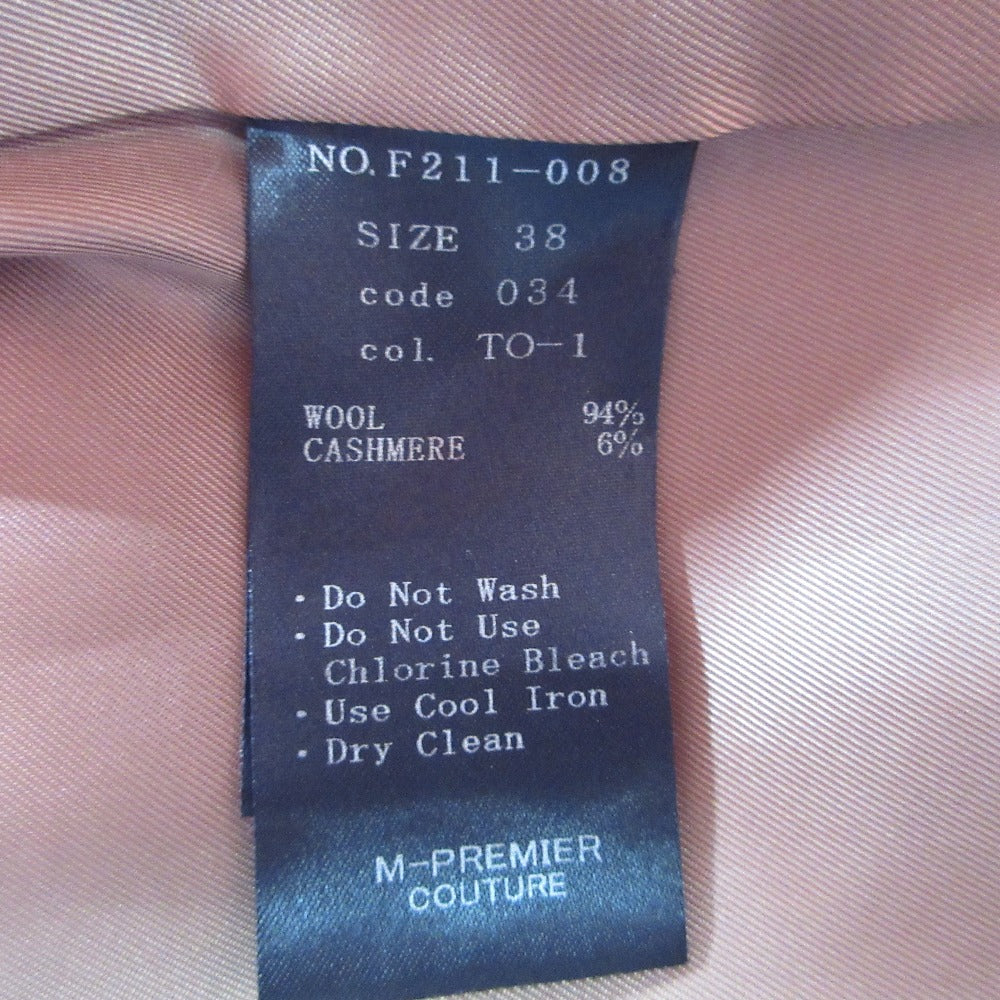 NO.F211-008
SIZE 38
code 034
col. TO-1
WOOL 94%
CASHMERE 6%
・Do Not Wash
・Do Not Use
Chlorine Bleach
・Use Cool Iron
・Dry Clean
M-PREMIER
COUTURE